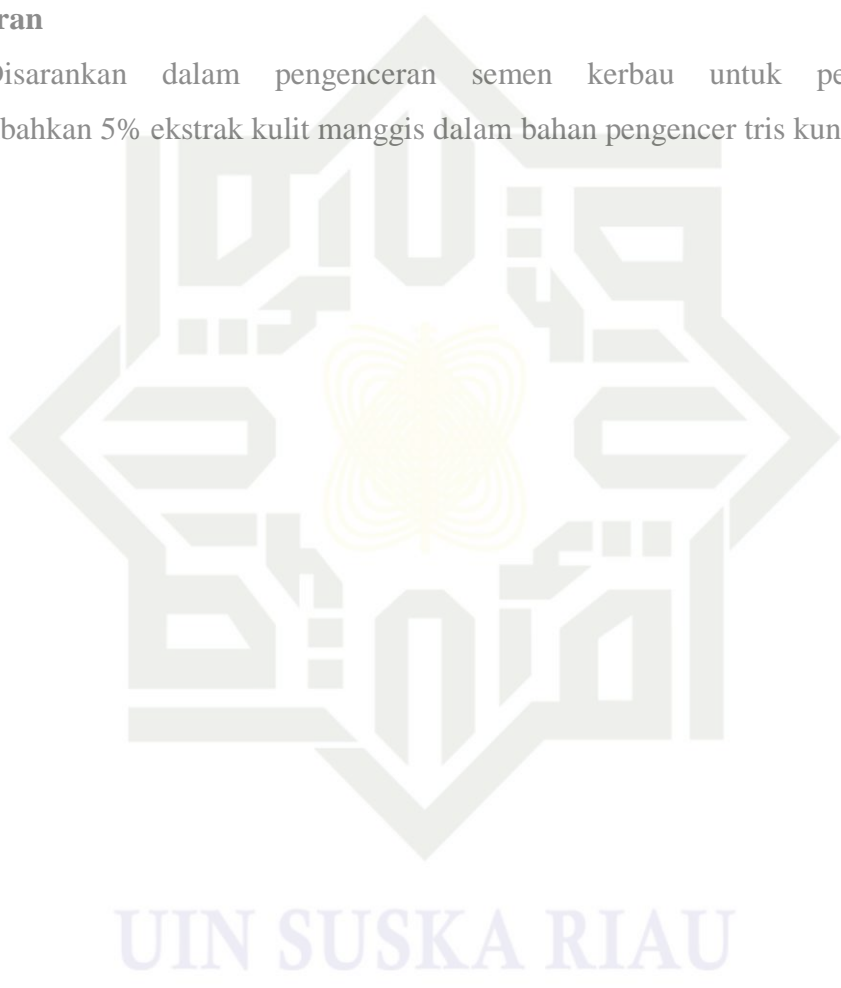 ran
Disarankan dalam pengenceran semen kerbau untuk pe
bahkan 5% ekstrak kulit manggis dalam bahan pengencer tris kun
UIN SUSKA RIAU